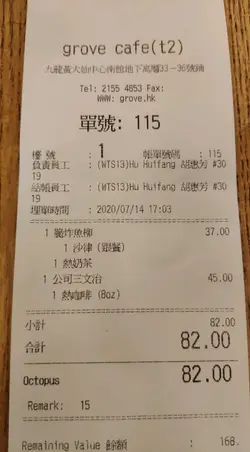 grove cafe(t2)
九龍黃大仙中心南館地下高層33-36號舖
Tel: 2155 4853 Fax:
WWW: grove.hk
單號: 115
檯 號 : 1 帳單號碼 : 115
負責員工 : (WTS13)Hu Huifang 胡惠芳 #30
19
結帳員工 : (WTS13)Hu Huifang 胡惠芳 #30
19
埋單時間 : 2020/07/14 17:03
1 脆炸魚柳 37.00
1 沙律 (跟餐)
1 熱奶茶
1 公司三文治 45.00
1 熱咖啡 (8oz)
小計 82.00
合計 82.00
Octopus 82.00
Remark: 15
Remaining Value 餘額 : 168.